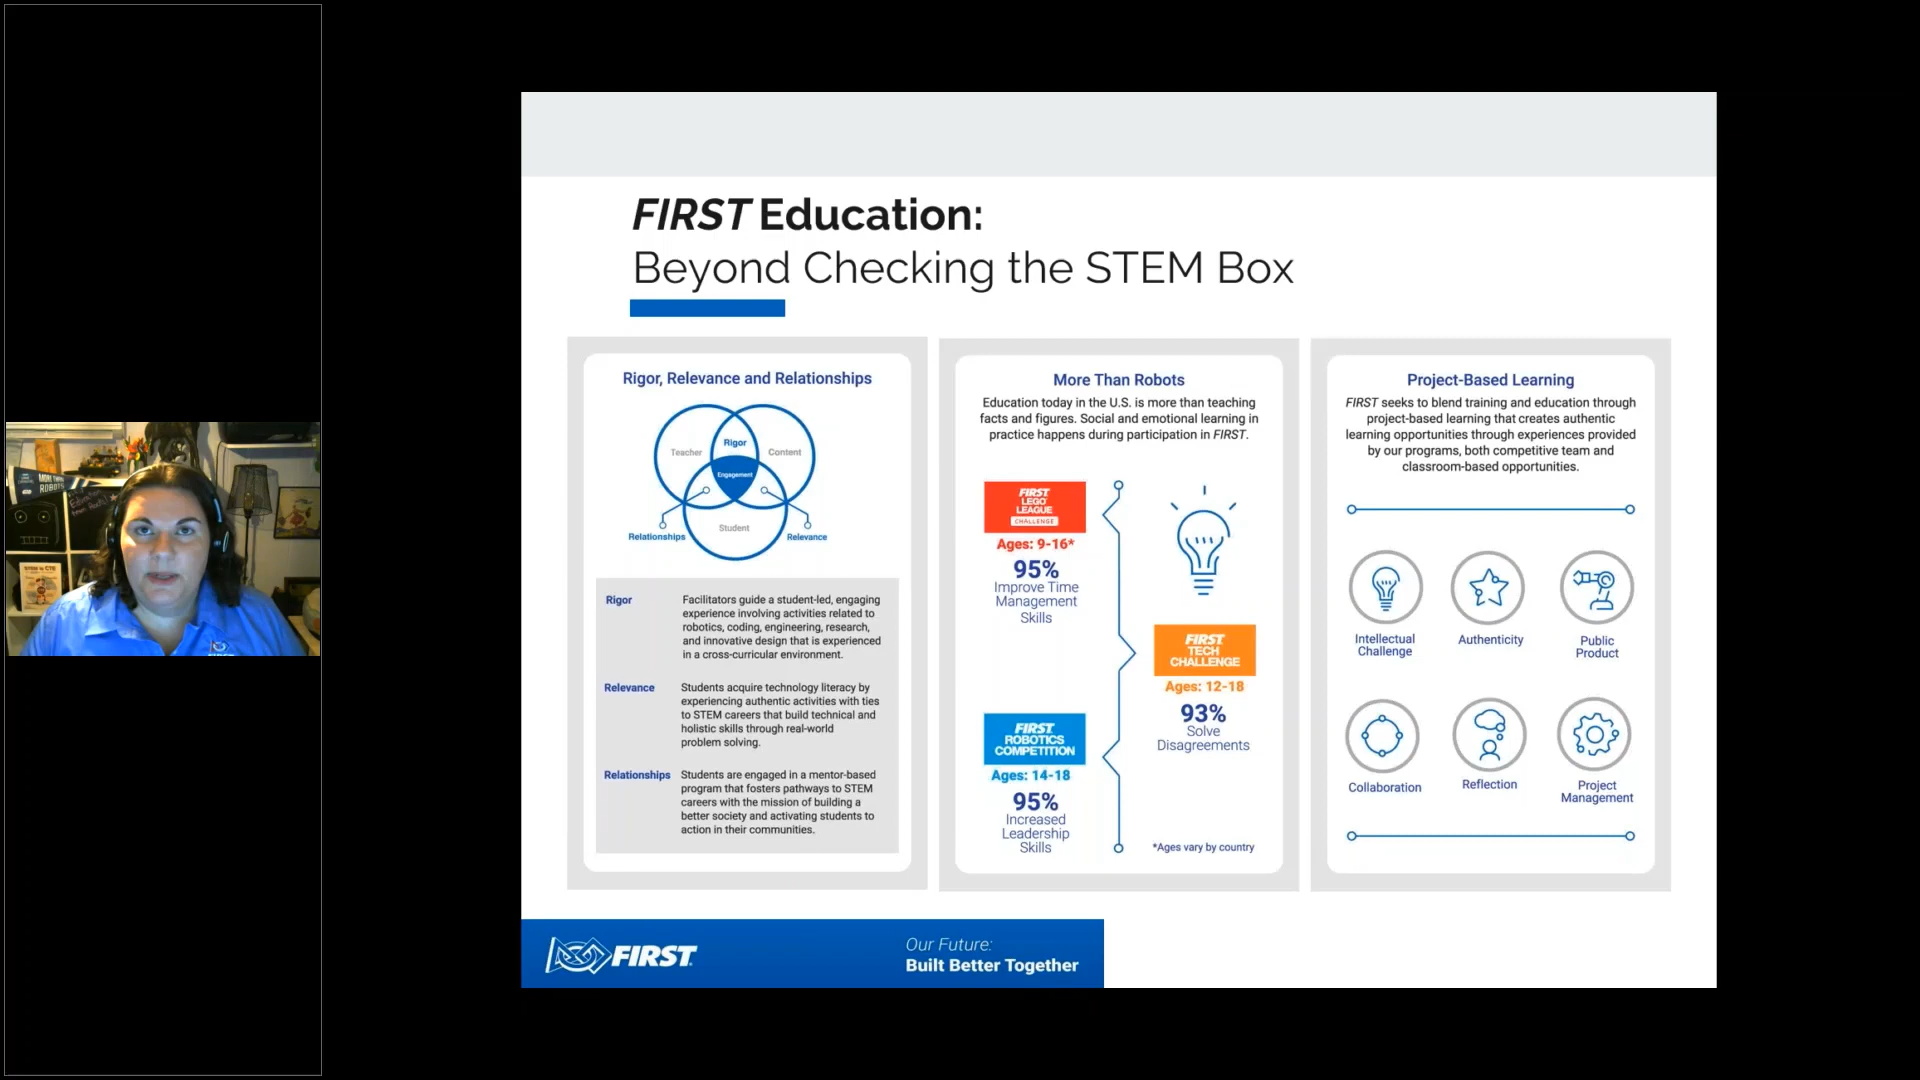 FIRST Education:
Beyond Checking the STEM Box
Rigor, Relevance and Relationships
Teacher
Rigor
Content
Engagement
Student
Relationships
Relevance
Rigor
Facilitators guide a student-led, engaging
experience involving activities related to
robotics, coding, engineering, research,
and innovative design that is experienced
in a cross-curricular environment.
Relevance
Students acquire technology literacy by
experiencing authentic activities with ties
to STEM careers that build technical and
holistic skills through real-world
problem solving.
Relationships
Students are engaged in a mentor-based
program that fosters pathways to STEM
careers with the mission of building a
better society and activating students to
action in their communities.
More Than Robots
Education today in the U.S. is more than teaching
facts and figures. Social and emotional learning in
practice happens during participation in FIRST.
FIRST
LEGO
LEAGUE
CHALLENGE
Ages: 9-16*
95%
Improve Time
Management
Skills
FIRST
TECH
CHALLENGE
Ages: 12-18
93%
Solve
Disagreements
FIRST
ROBOTICS
COMPETITION
Ages: 14-18
95%
Increased
Leadership
Skills
*Ages vary by country
Project-Based Learning
FIRST seeks to blend training and education through
project-based learning that creates authentic
learning opportunities through experiences provided
by our programs, both competitive team and
classroom-based opportunities.
Intellectual
Challenge
Authenticity
Public
Product
Collaboration
Reflection
Project
Management
FIRST
Our Future:
Built Better Together
FIRST